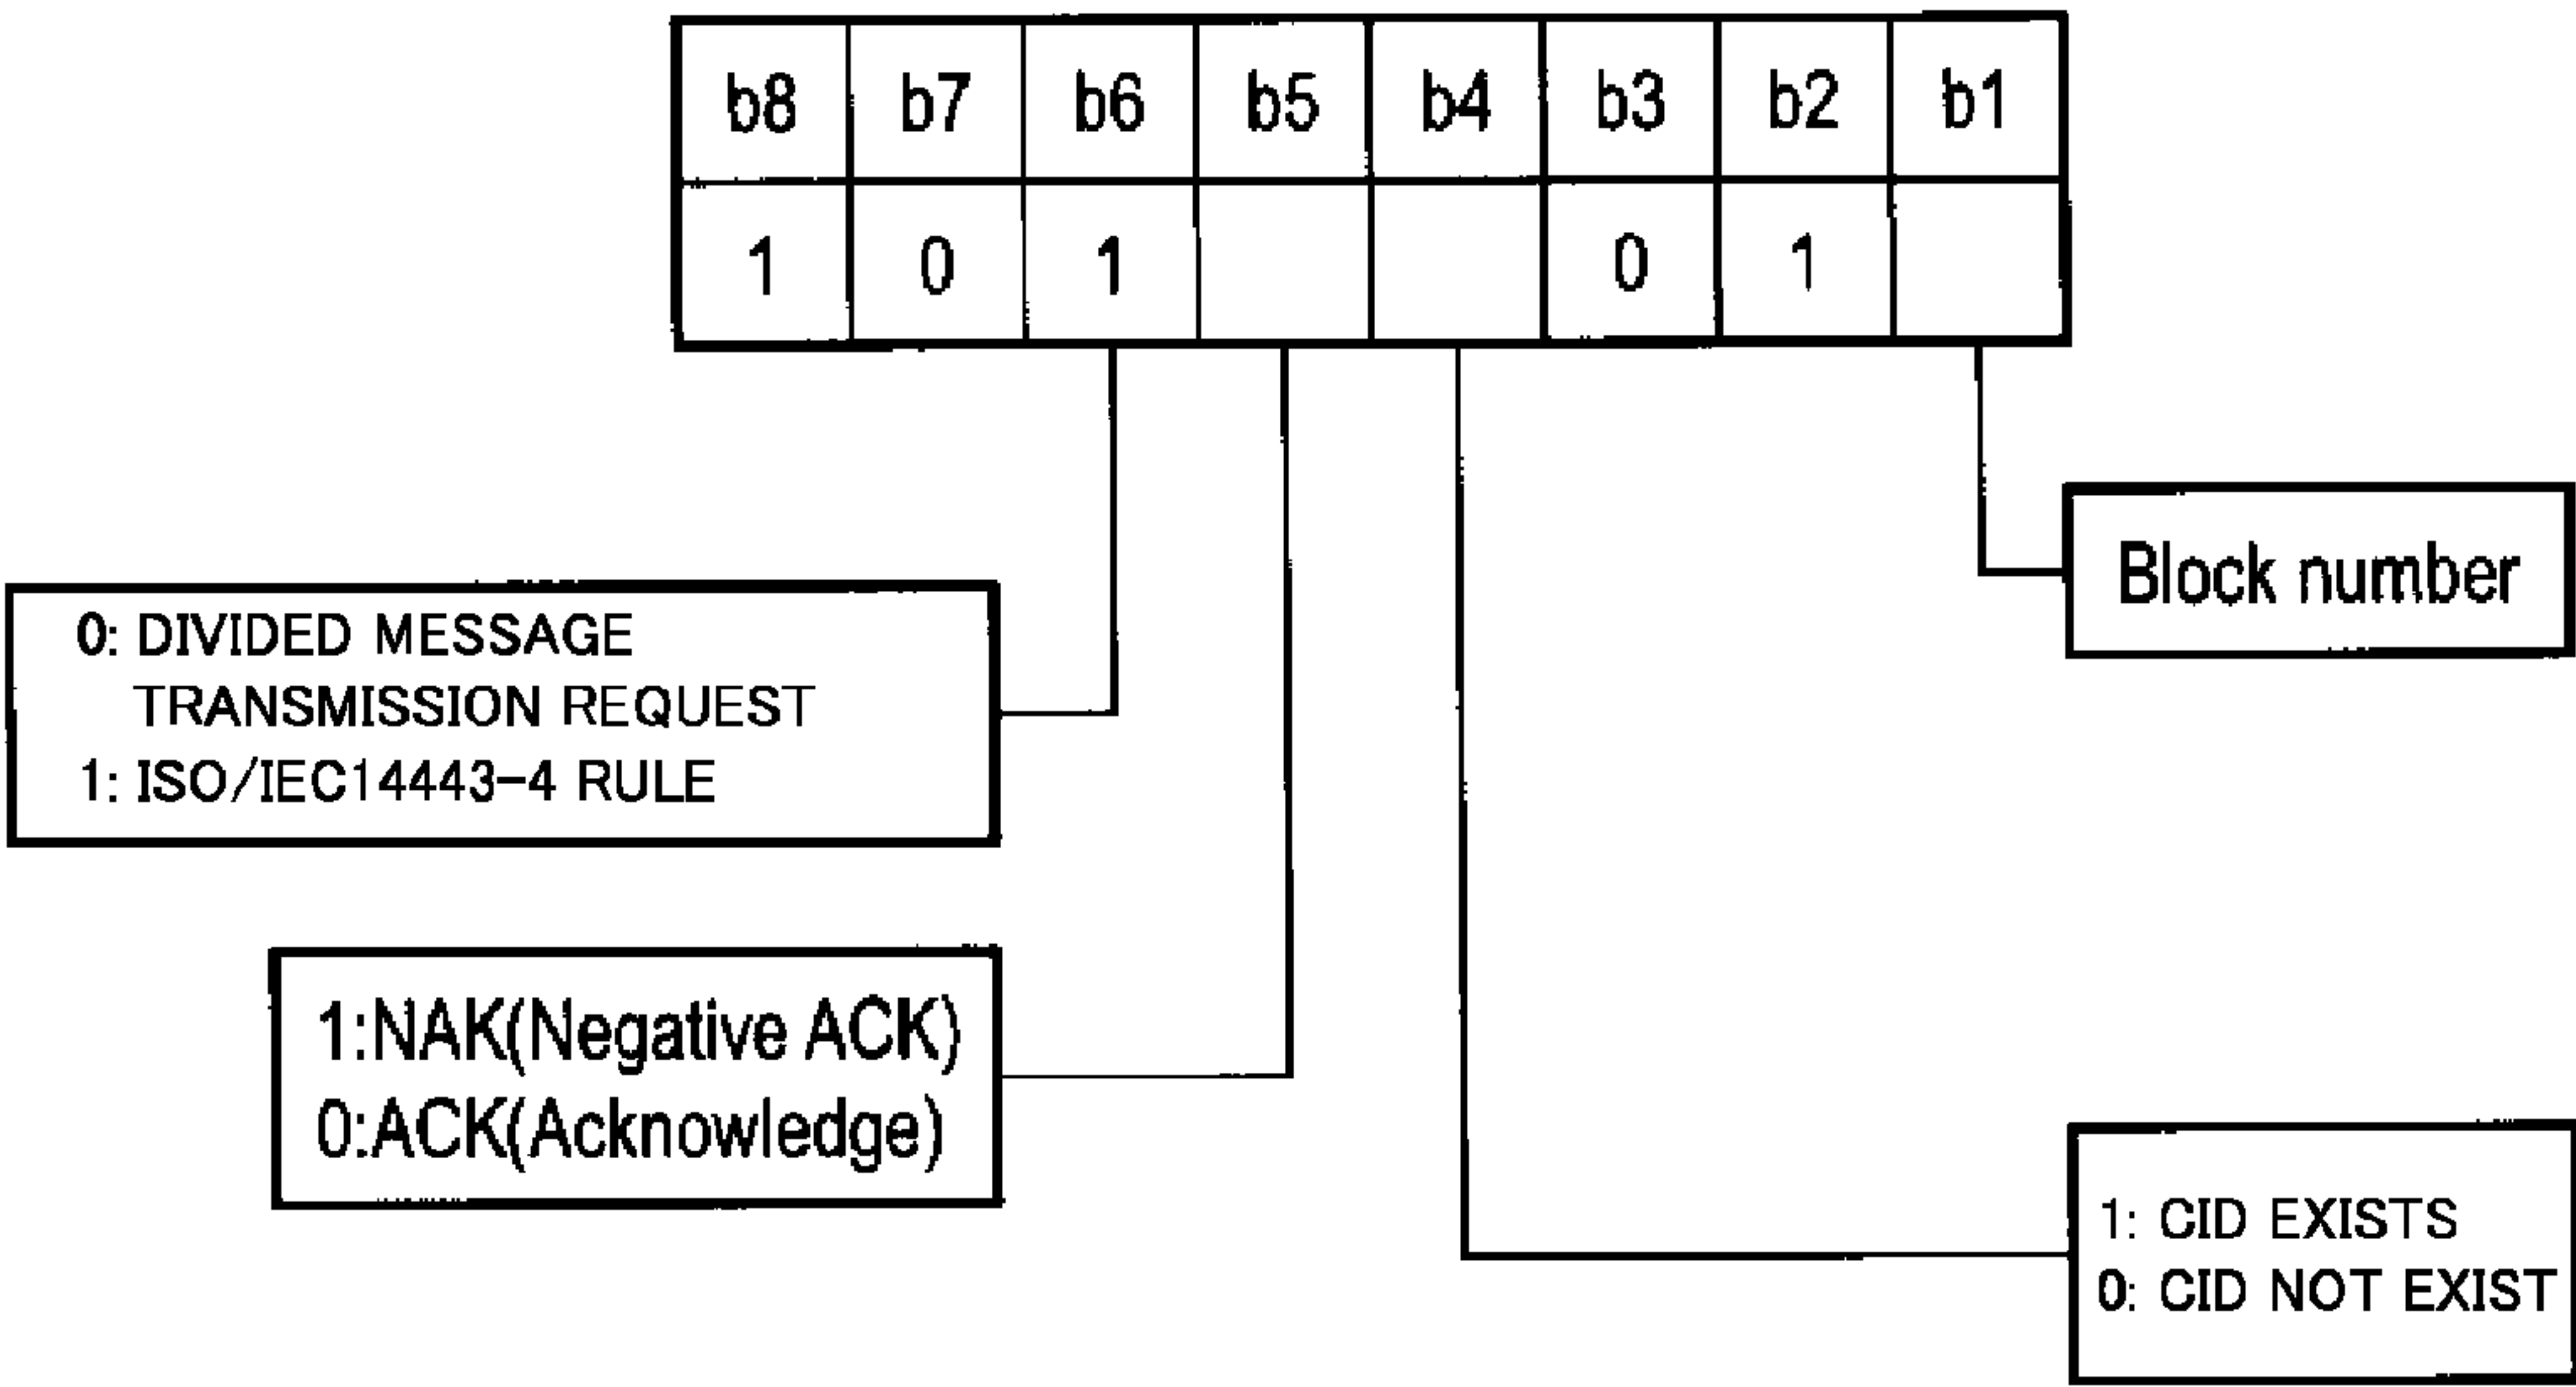 b8 b7 b6 b5 b4 b3 b2 b1
1 0 1 0 1
Block number
0: DIVIDED MESSAGE
TRANSMISSION REQUEST
1: ISO/IEC14443-4 RULE
1:NAK(Negative ACK)
0:ACK(Acknowledge)
1: CID EXISTS
0: CID NOT EXIST